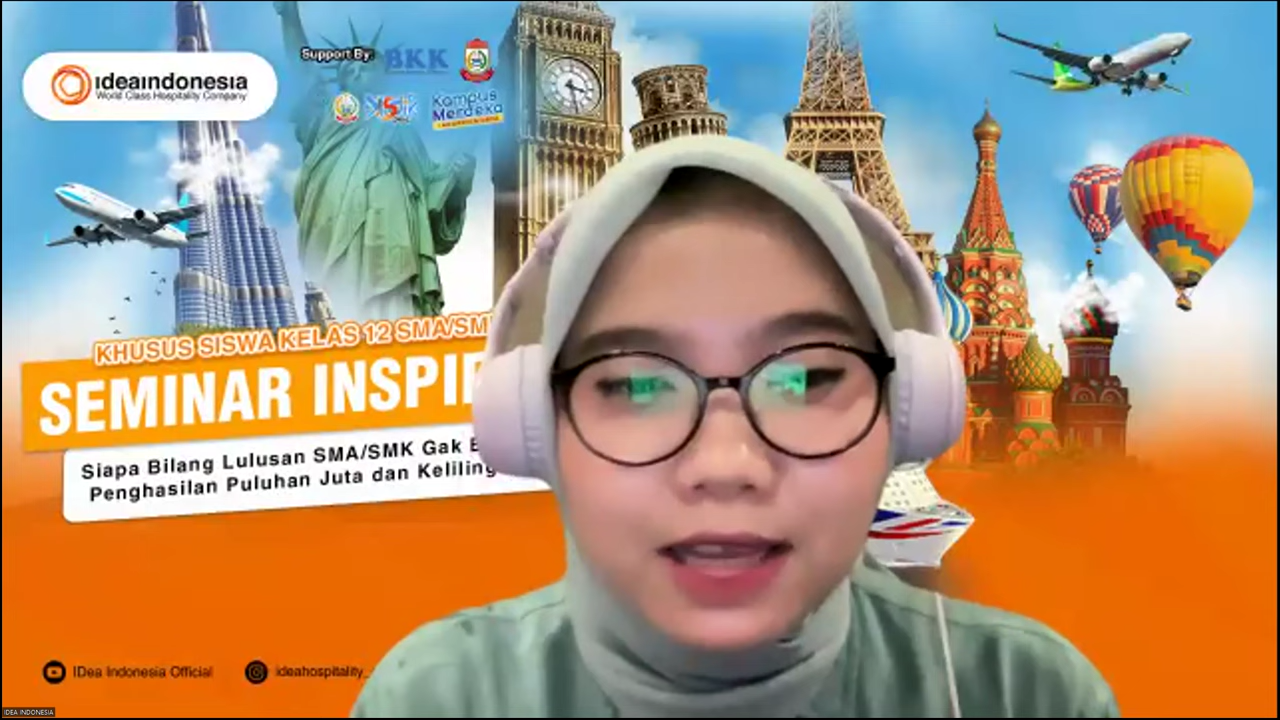 ideaindonesia
World Class Hospitality Company
Support By:
BKK
Kampus
Merdeka
KHUSUS SISWA KELAS 12 SMA/SM
SEMINAR INSPI
Siapa Bilang Lulusan SMA/SMK Gak
Penghasilan Puluhan Juta dan Keliling
IDea Indonesia Official
ideahospitality_
IDEA INDONESIA